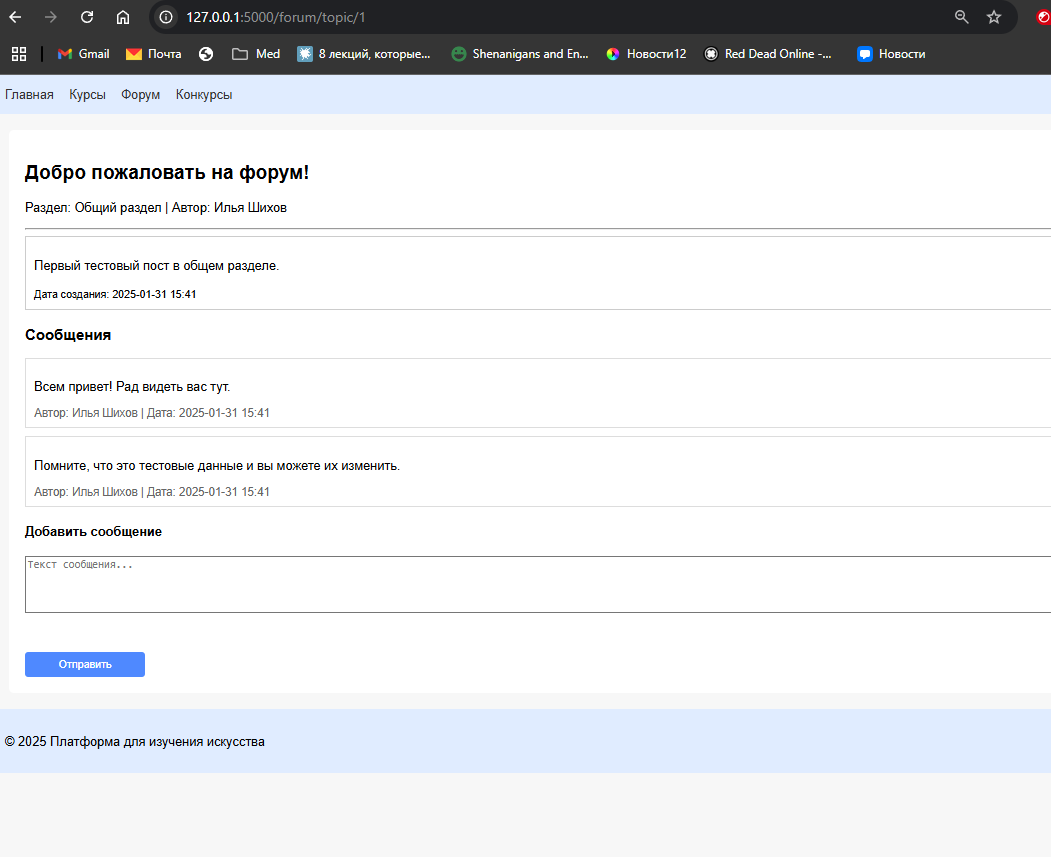 127.0.0.1:5000/forum/topic/1
Gmail Почта Med 8 лекций, которые... Shenanigans and En... Новости12 Red Dead Online -... Новости
Главная Курсы Форум Конкурсы
Добро пожаловать на форум!
Раздел: Общий раздел | Автор: Илья Шихов
Первый тестовый пост в общем разделе.
Дата создания: 2025-01-31 15:41
Сообщения
Всем привет! Рад видеть вас тут.
Автор: Илья Шихов | Дата: 2025-01-31 15:41
Помните, что это тестовые данные и вы можете их изменить.
Автор: Илья Шихов | Дата: 2025-01-31 15:41
Добавить сообщение
Текст сообщения...
Отправить
© 2025 Платформа для изучения искусства